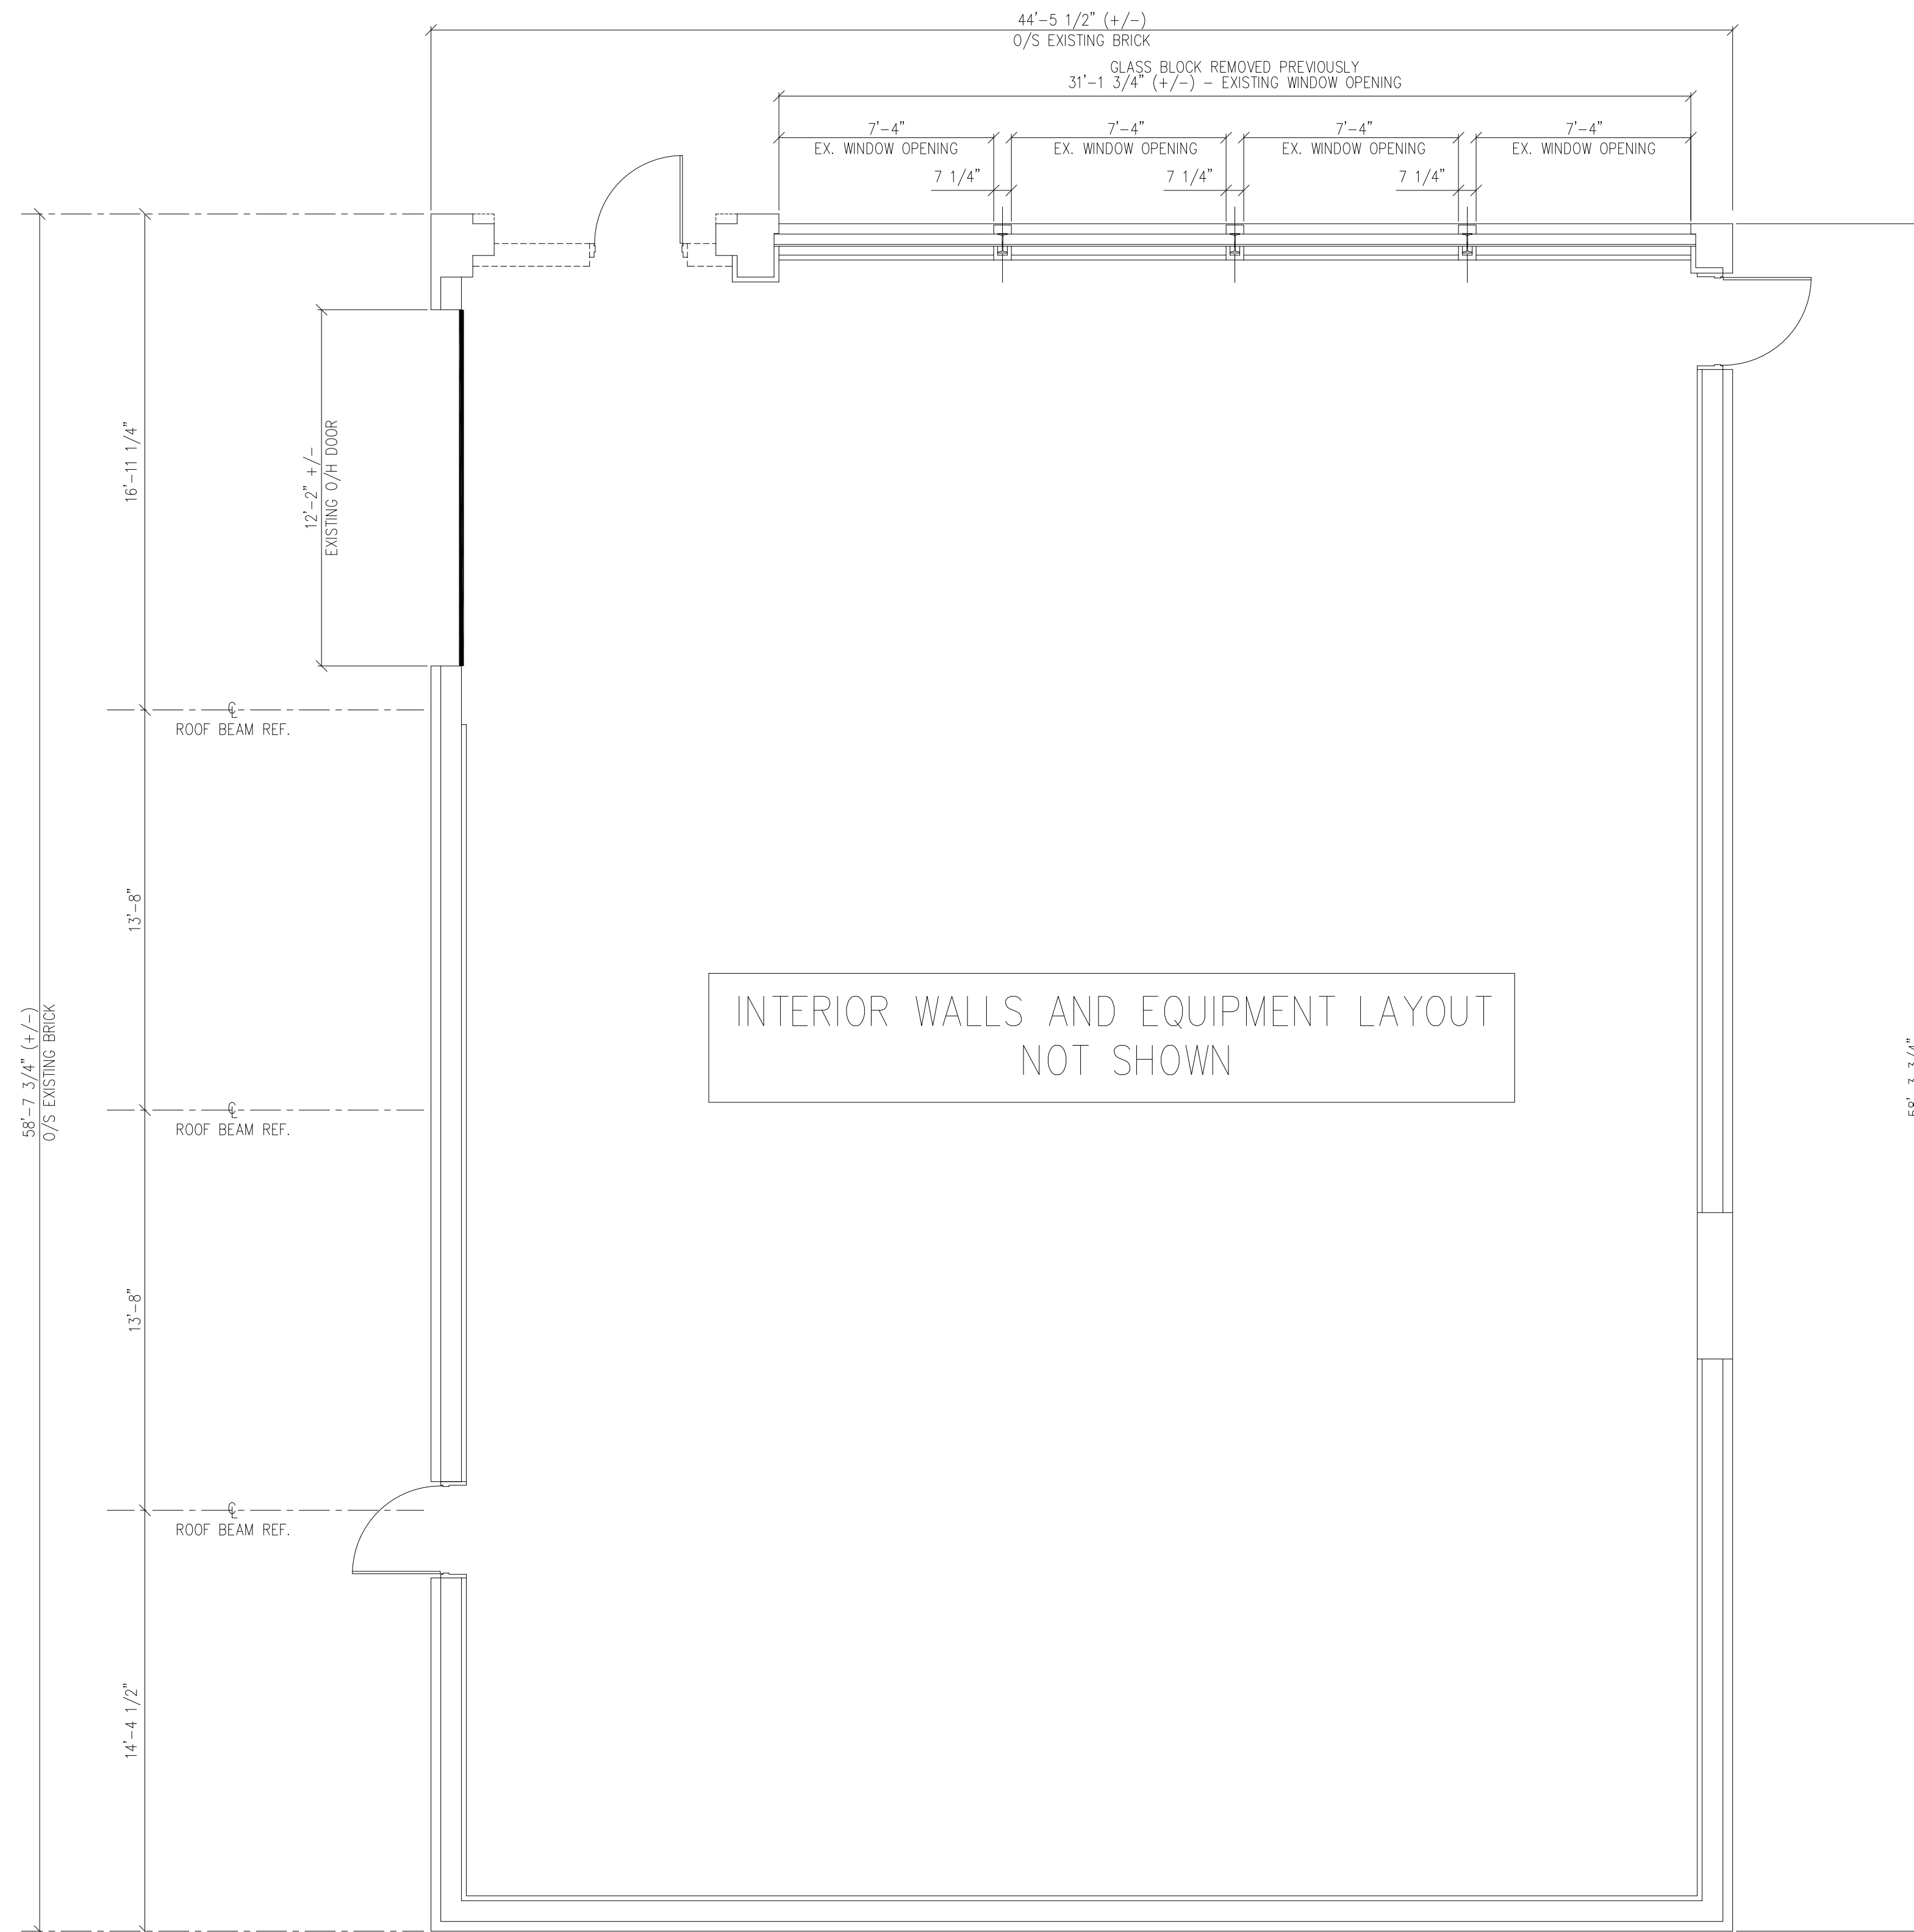 44'-5 1/2" (+/-)
O/S EXISTING BRICK
GLASS BLOCK REMOVED PREVIOUSLY
31'-1 3/4" (+/-) - EXISTING WINDOW OPENING
7'-4"
EX. WINDOW OPENING
7'-4"
EX. WINDOW OPENING
7'-4"
EX. WINDOW OPENING
7'-4"
EX. WINDOW OPENING
7 1/4"
7 1/4"
7 1/4"
16'-11 1/4"
12'-2" +/-
EXISTING O/H DOOR
℄
ROOF BEAM REF.
13'-8"
58'-7 3/4" (+/-)
O/S EXISTING BRICK
℄
ROOF BEAM REF.
INTERIOR WALLS AND EQUIPMENT LAYOUT
NOT SHOWN
13'-8"
℄
ROOF BEAM REF.
14'-4 1/2"